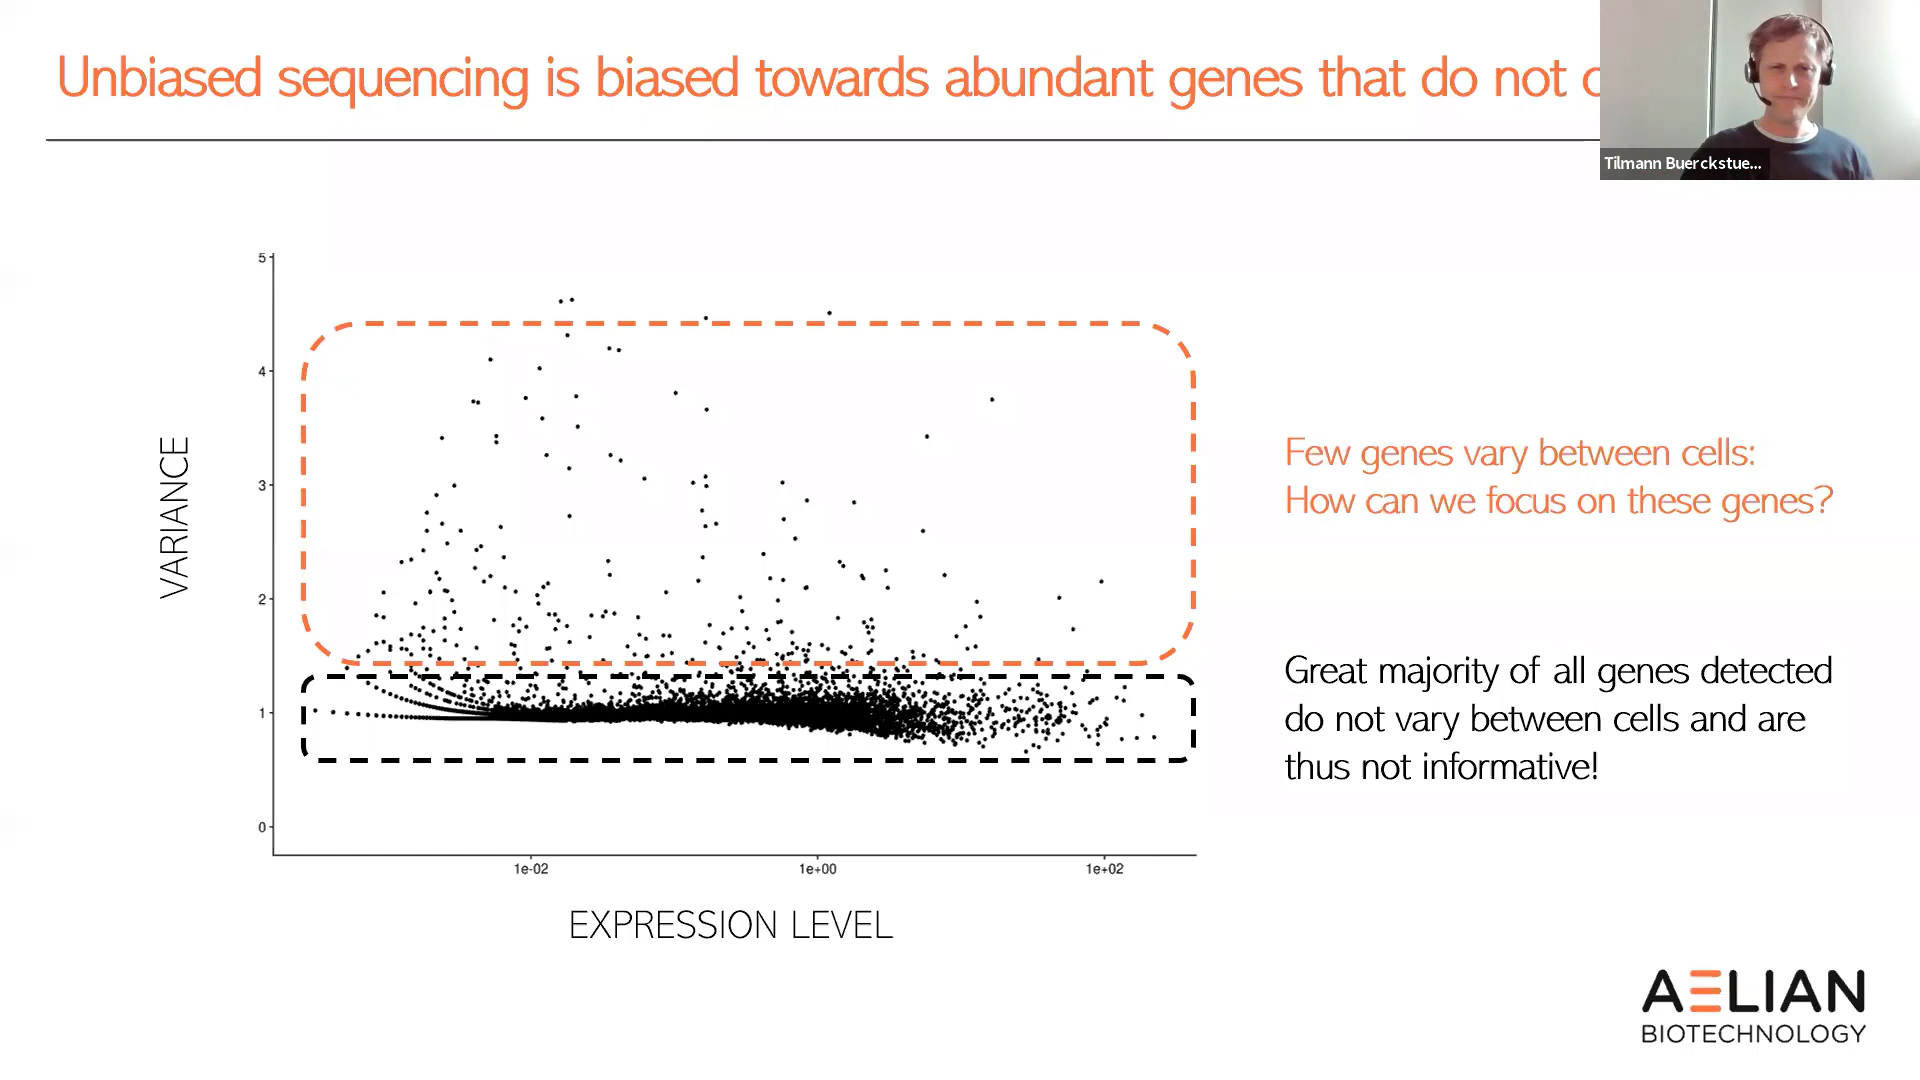 Unbiased sequencing is biased towards abundant genes that do not
Tilmann Buerckstue...
5
4
3
2
1
0
VARIANCE
1e-02
1e+00
1e+02
EXPRESSION LEVEL
Few genes vary between cells:
How can we focus on these genes?
Great majority of all genes detected
do not vary between cells and are
thus not informative!
AELIAN
BIOTECHNOLOGY